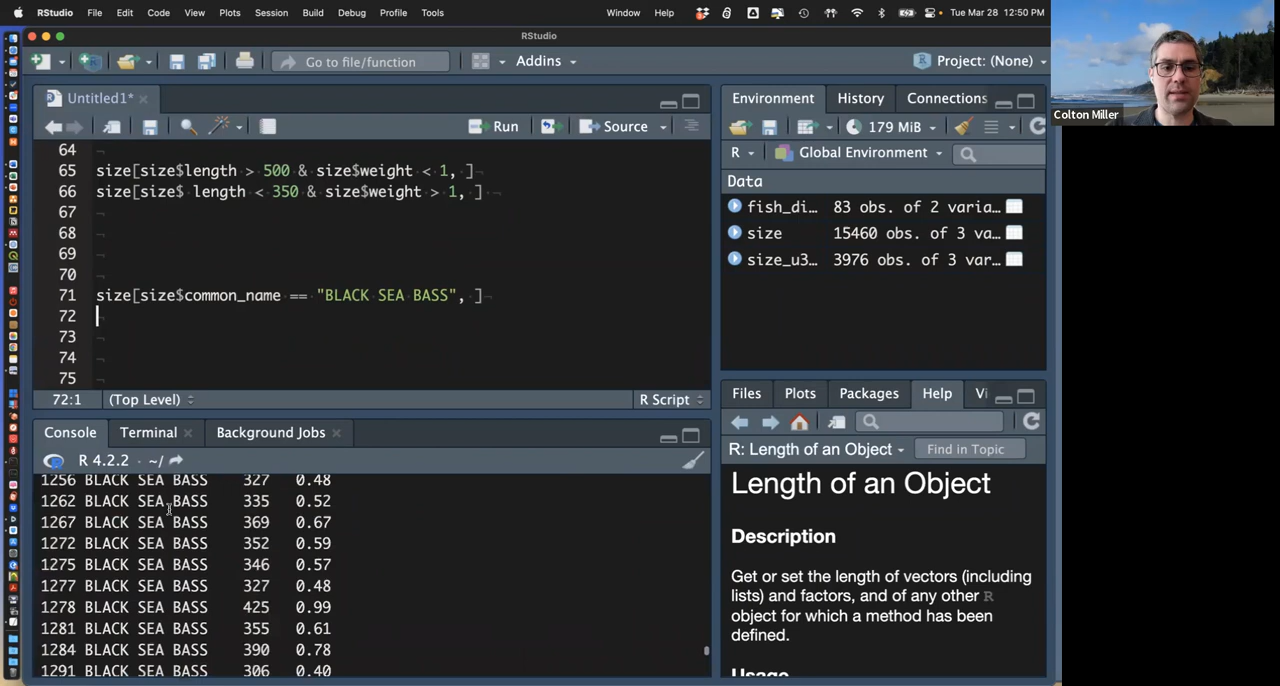 RStudio File Edit Code View Plots Session Build Debug Profile Tools Window Help Tue Mar 28 12:50 PM
RStudio
Go to file/function Addins Project: (None)
Untitled1*
Run Source
64
65 size[size$length > 500 & size$weight < 1, ]
66 size[size$ length < 350 & size$weight > 1, ]
67
68
69
70
71 size[size$common_name == "BLACK SEA BASS", ]
72
73
74
75
72:1 (Top Level) R Script
Console Terminal Background Jobs
R 4.2.2 · ~/
1256 BLACK SEA BASS 327 0.48
1262 BLACK SEA BASS 335 0.52
1267 BLACK SEA BASS 369 0.67
1272 BLACK SEA BASS 352 0.59
1275 BLACK SEA BASS 346 0.57
1277 BLACK SEA BASS 327 0.48
1278 BLACK SEA BASS 425 0.99
1281 BLACK SEA BASS 355 0.61
1284 BLACK SEA BASS 390 0.78
1291 BLACK SEA BASS 306 0.40
Environment History Connections
179 MiB
R Global Environment
Data
fish_di… 83 obs. of 2 varia…
size 15460 obs. of 3 va…
size_u3… 3976 obs. of 3 var…
Files Plots Packages Help Vi
R: Length of an Object Find in Topic
Length of an Object
Description
Get or set the length of vectors (including
lists) and factors, and of any other R
object for which a method has been
defined.
Usage
Colton Miller